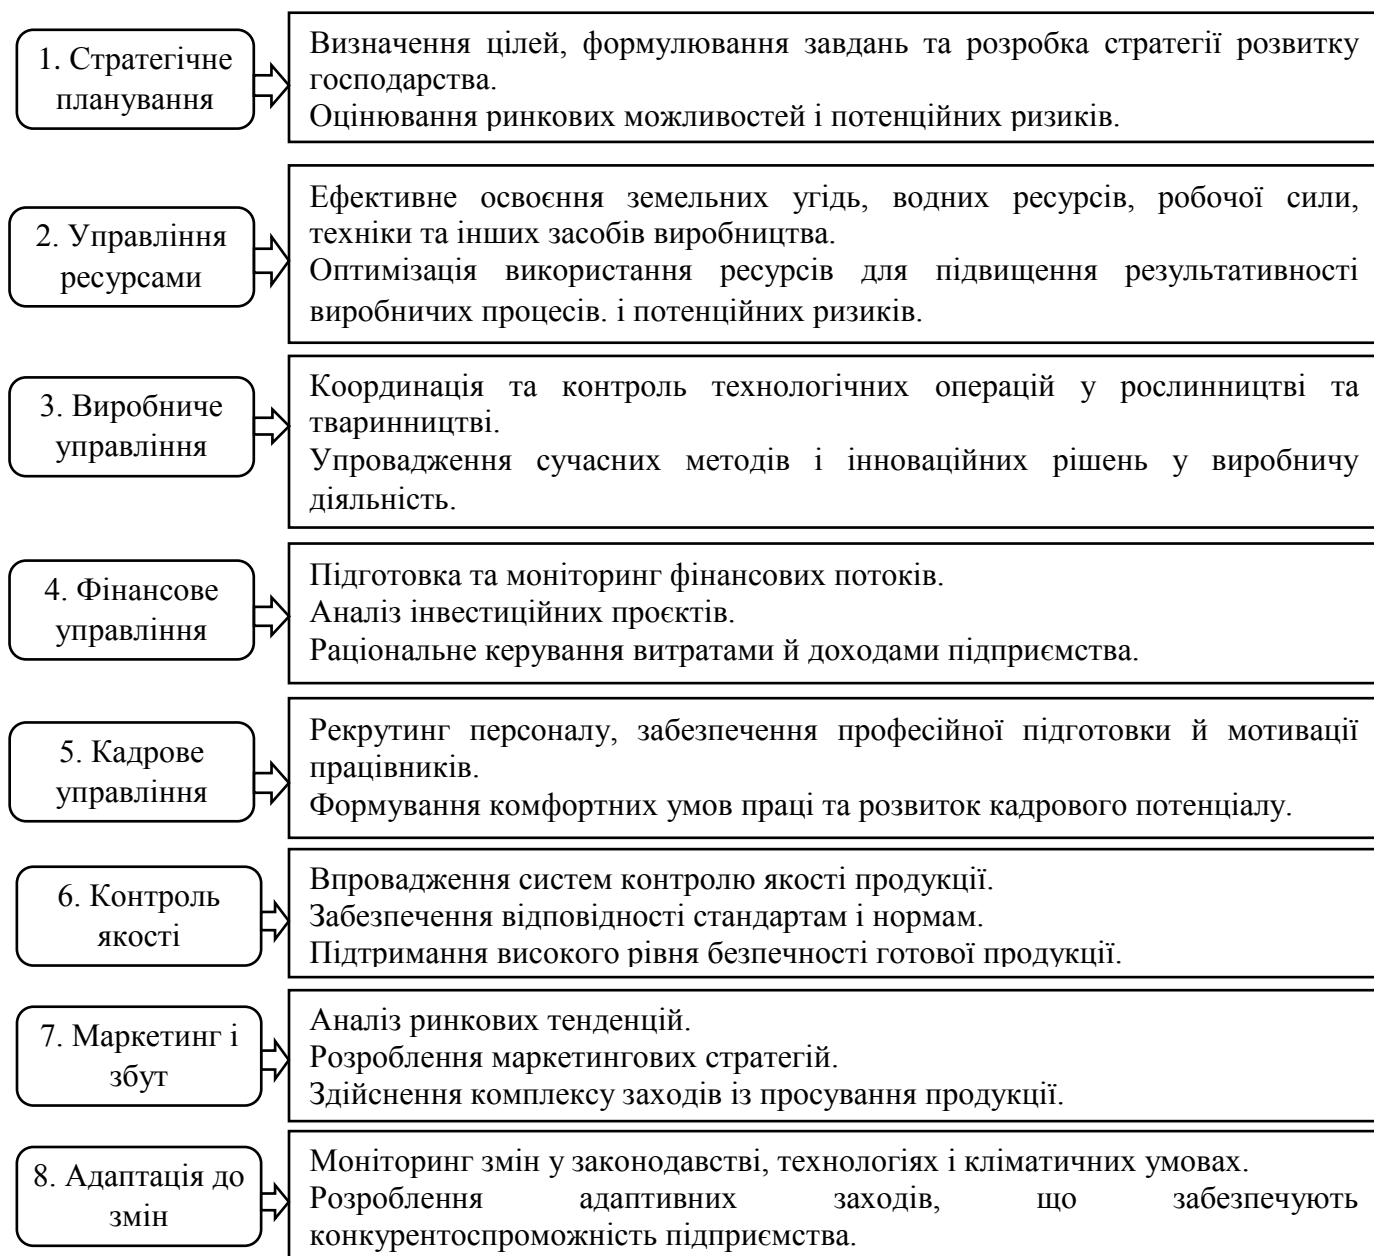 1. Стратегічне
планування
Визначення цілей, формулювання завдань та розробка стратегії розвитку
господарства.
Оцінювання ринкових можливостей і потенційних ризиків.
2. Управління
ресурсами
Ефективне освоєння земельних угідь, водних ресурсів, робочої сили,
техніки та інших засобів виробництва.
Оптимізація використання ресурсів для підвищення результативності
виробничих процесів. і потенційних ризиків.
3. Виробниче
управління
Координація та контроль технологічних операцій у рослинництві та
тваринництві.
Упровадження сучасних методів і інноваційних рішень у виробничу
діяльність.
4. Фінансове
управління
Підготовка та моніторинг фінансових потоків.
Аналіз інвестиційних проєктів.
Раціональне керування витратами й доходами підприємства.
5. Кадрове
управління
Рекрутинг персоналу, забезпечення професійної підготовки й мотивації
працівників.
Формування комфортних умов праці та розвиток кадрового потенціалу.
6. Контроль
якості
Впровадження систем контролю якості продукції.
Забезпечення відповідності стандартам і нормам.
Підтримання високого рівня безпечності готової продукції.
7. Маркетинг і
збут
Аналіз ринкових тенденцій.
Розроблення маркетингових стратегій.
Здійснення комплексу заходів із просування продукції.
8. Адаптація до
змін
Моніторинг змін у законодавстві, технологіях і кліматичних умовах.
Розроблення адаптивних заходів, що забезпечують
конкурентоспроможність підприємства.